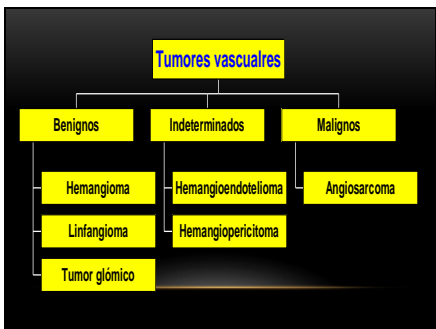 Tumores vascualres
Benignos
Indeterminados
Malignos
Hemangioma
Hemangioendotelioma
Angiosarcoma
Linfangioma
Hemangiopericitoma
Tumor glómico